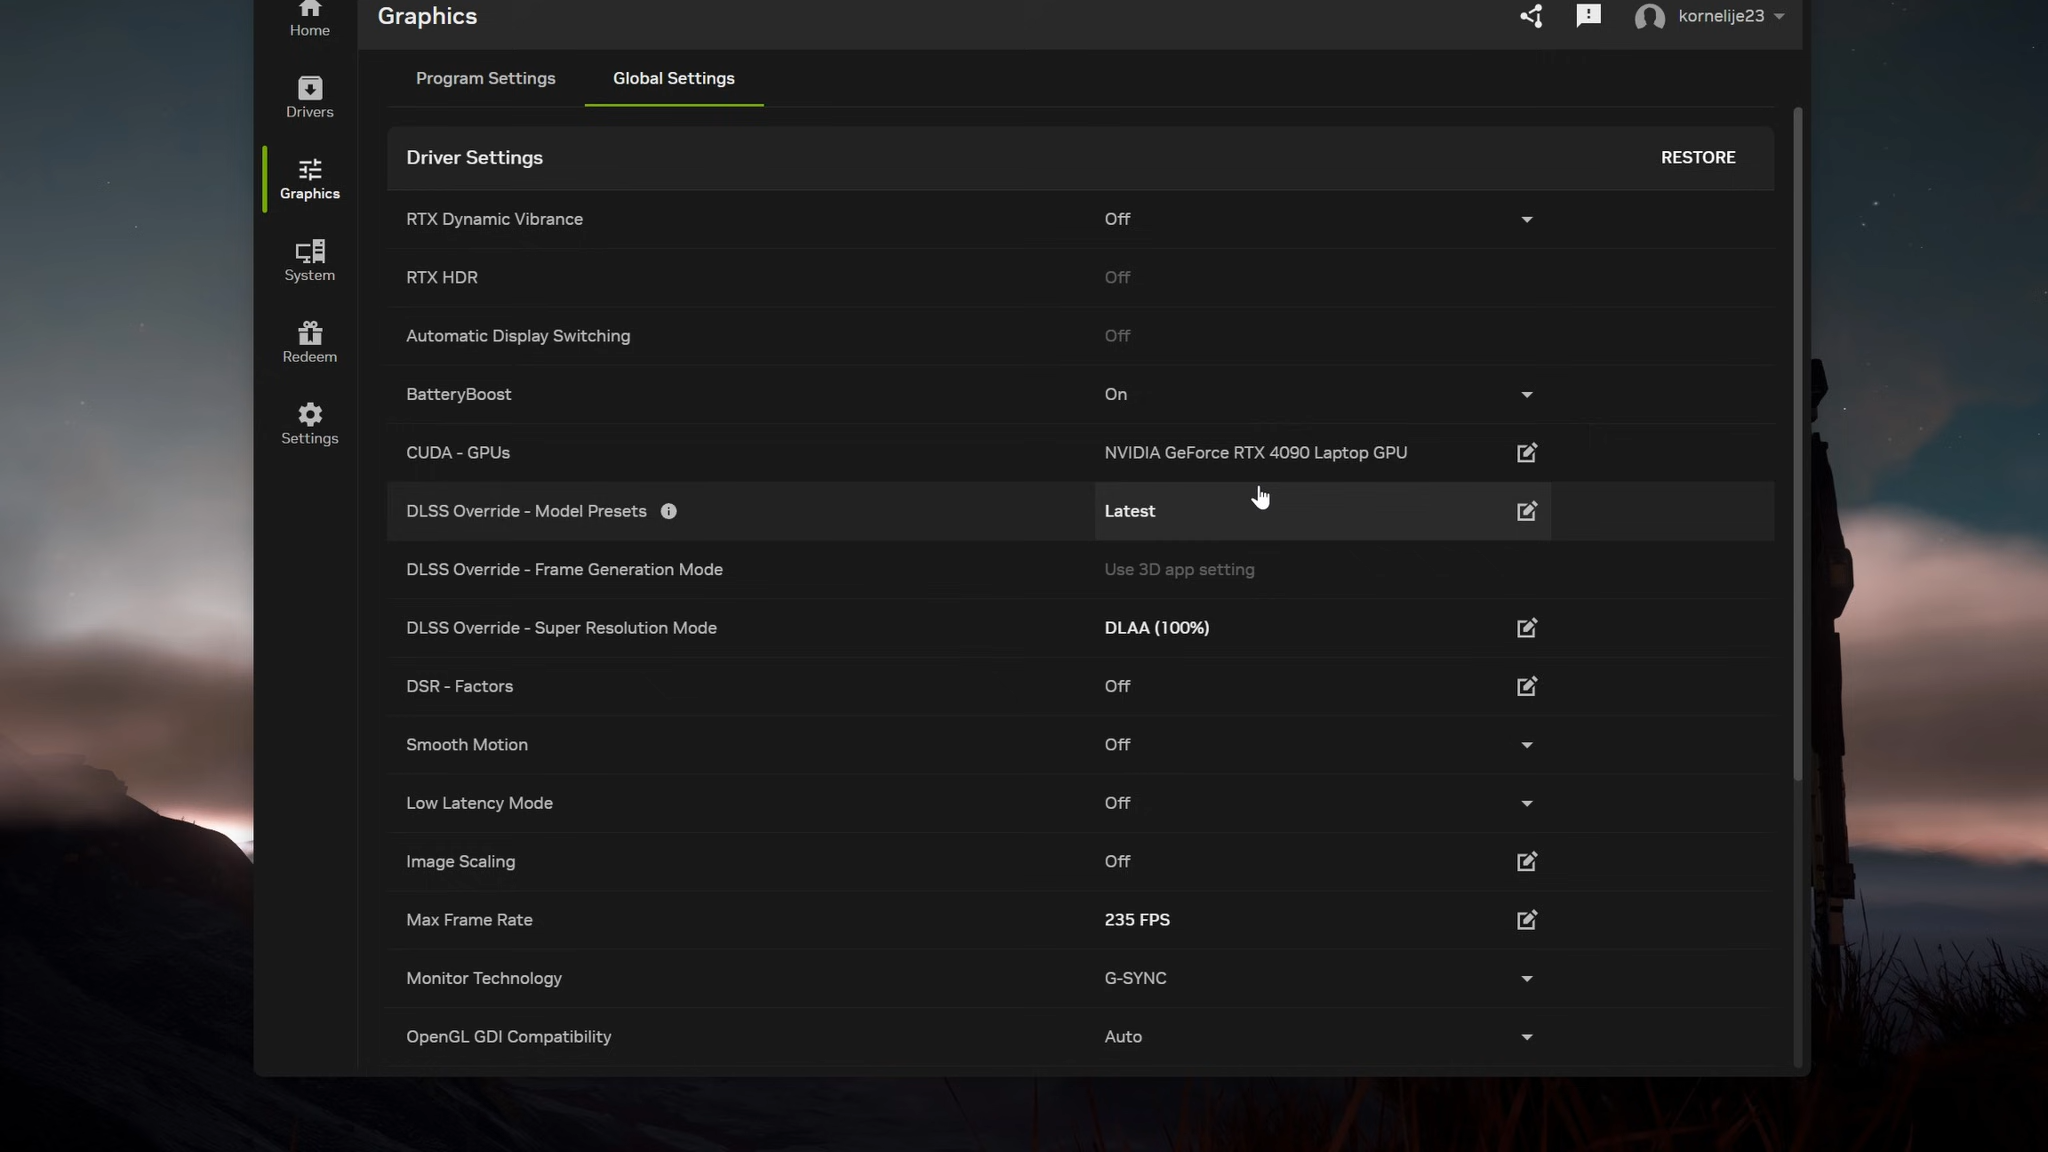 Graphics
kornelije23
Home
Drivers
Graphics
System
Redeem
Settings
Program Settings
Global Settings
Driver Settings
RESTORE
RTX Dynamic Vibrance
Off
RTX HDR
Off
Automatic Display Switching
Off
BatteryBoost
On
CUDA - GPUs
NVIDIA GeForce RTX 4090 Laptop GPU
DLSS Override - Model Presets
Latest
DLSS Override - Frame Generation Mode
Use 3D app setting
DLSS Override - Super Resolution Mode
DLAA (100%)
DSR - Factors
Off
Smooth Motion
Off
Low Latency Mode
Off
Image Scaling
Off
Max Frame Rate
235 FPS
Monitor Technology
G-SYNC
OpenGL GDI Compatibility
Auto